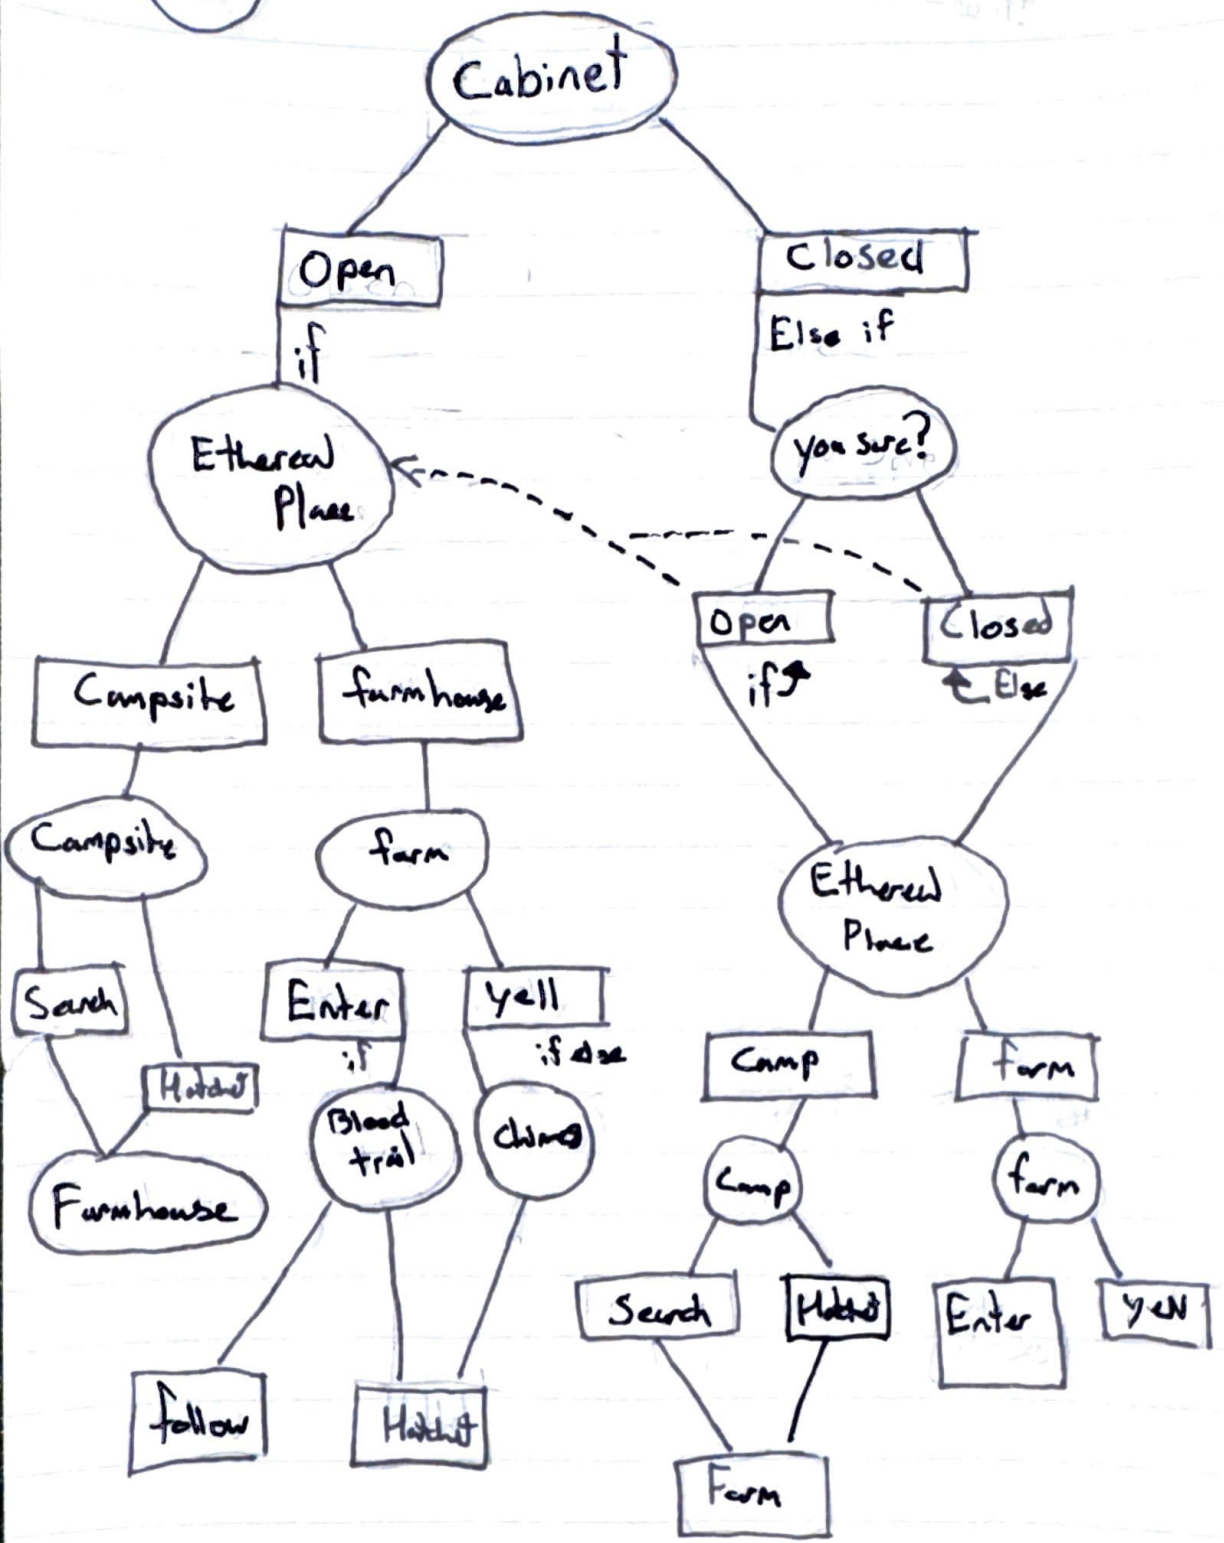 Cabinet
Open
Closed
if
Else if
Ethereal
Place
you sure?
Open
Closed
if
Else
Campsite
farmhouse
Campsite
farm
Ethereal
Place
Search
Enter
yell
if
if else
Hatchet
Camp
farm
Blood
trail
Chimes
Farmhouse
Camp
farm
Search
Hatchet
Enter
yell
follow
Hatchet
Farm